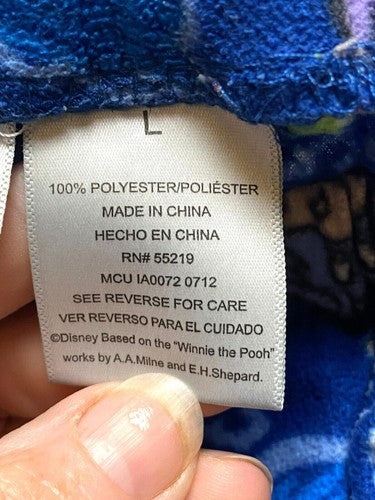 L
100% POLYESTER/POLIÉSTER
MADE IN CHINA
HECHO EN CHINA
RN# 55219
MCU IA0072 0712
SEE REVERSE FOR CARE
VER REVERSO PARA EL CUIDADO
©Disney Based on the "Winnie the Pooh"
works by A.A.Milne and E.H.Shepard.